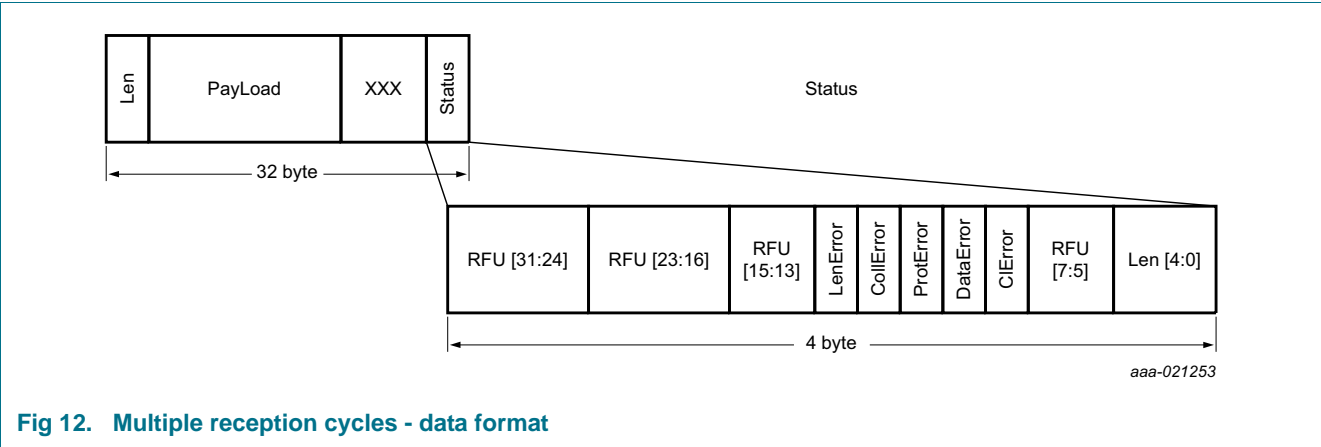 Len
PayLoad
XXX
Status
Status
32 byte
RFU [31:24]
RFU [23:16]
RFU
[15:13]
LenError
CollError
ProtError
DataError
ClError
RFU
[7:5]
Len [4:0]
4 byte
aaa-021253
Fig 12. Multiple reception cycles - data format